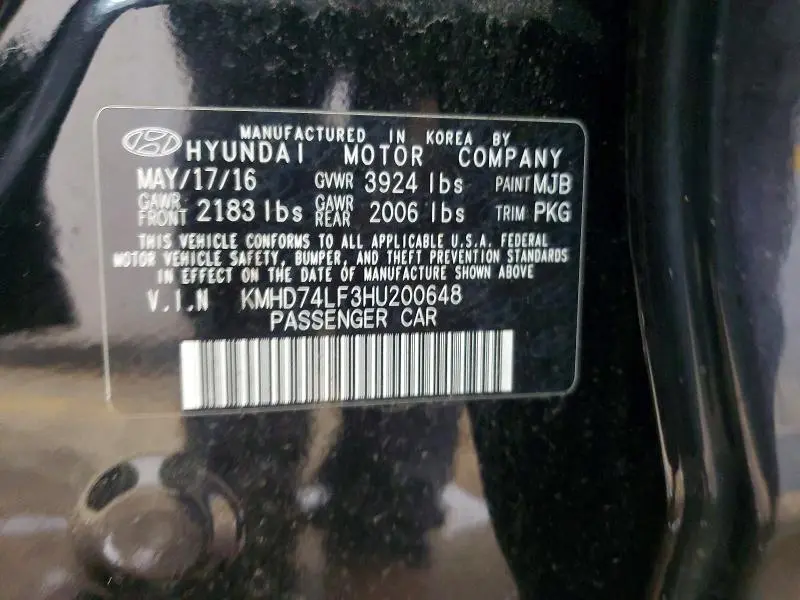 MANUFACTURED IN KOREA BY
HYUNDAI MOTOR COMPANY
MAY/17/16 GVWR 3924 lbs PAINT MJB
GAWR FRONT 2183 lbs GAWR REAR 2006 lbs TRIM PKG
THIS VEHICLE CONFORMS TO ALL APPLICABLE U.S.A. FEDERAL
MOTOR VEHICLE SAFETY, BUMPER, AND THEFT PREVENTION STANDARDS
IN EFFECT ON THE DATE OF MANUFACTURE SHOWN ABOVE
V.I.N KMHD74LF3HU200648
PASSENGER CAR